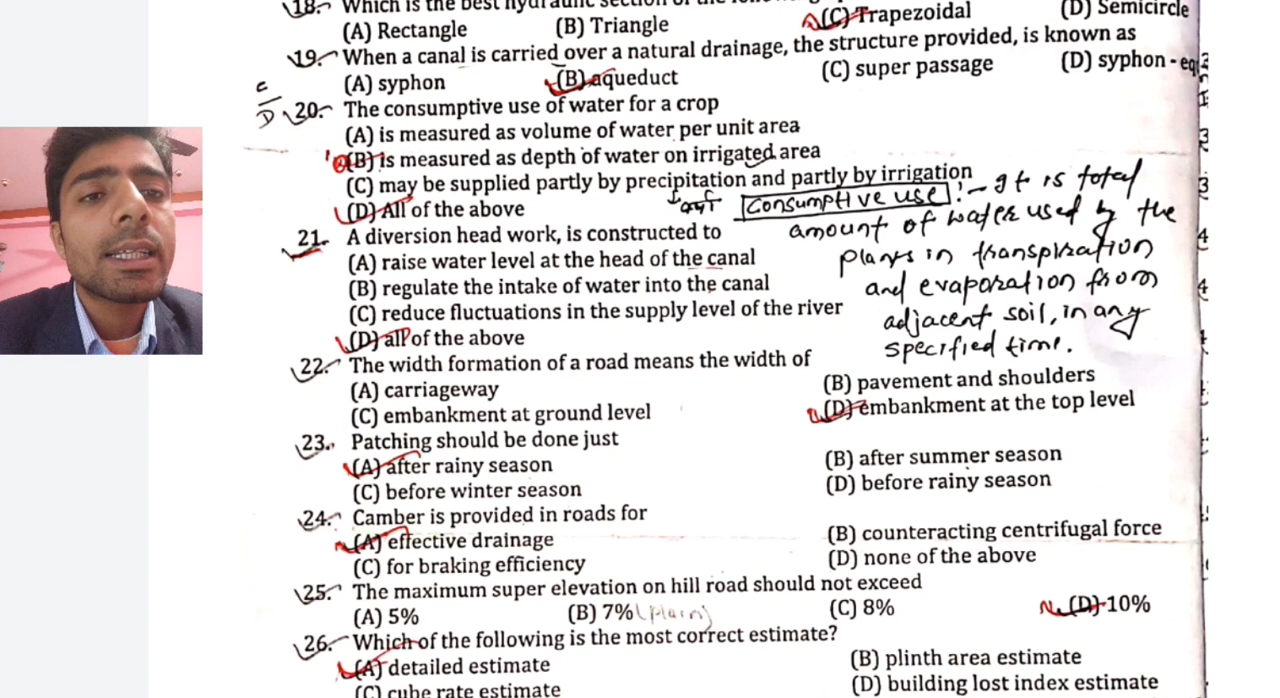 18. Which is the best hydraulic section of the
(A) Rectangle (B) Triangle (C) Trapezoidal (D) Semicircle
19. When a canal is carried over a natural drainage, the structure provided, is known as
(A) syphon (B) aqueduct (C) super passage (D) syphon - eq
C
D 20. The consumptive use of water for a crop
(A) is measured as volume of water per unit area
(B) is measured as depth of water on irrigated area
(C) may be supplied partly by precipitation and partly by irrigation
(D) All of the above
Consumptive use :- It is total
amount of water used by the
plants in transpiration
and evaporation from
adjacent soil, in any
specified time.
21. A diversion head work, is constructed to
(A) raise water level at the head of the canal
(B) regulate the intake of water into the canal
(C) reduce fluctuations in the supply level of the river
(D) all of the above
22. The width formation of a road means the width of
(A) carriageway (B) pavement and shoulders
(C) embankment at ground level (D) embankment at the top level
23. Patching should be done just
(A) after rainy season (B) after summer season
(C) before winter season (D) before rainy season
24. Camber is provided in roads for
(A) effective drainage (B) counteracting centrifugal force
(C) for braking efficiency (D) none of the above
25. The maximum super elevation on hill road should not exceed
(A) 5% (B) 7% (Plain) (C) 8% (D) 10%
26. Which of the following is the most correct estimate?
(A) detailed estimate (B) plinth area estimate
(C) cube rate estimate (D) building lost index estimate